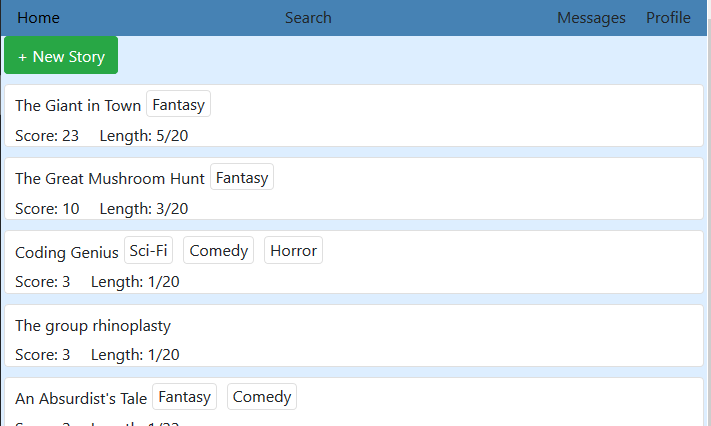 Home Search Messages Profile
+ New Story
The Giant in Town Fantasy
Score: 23 Length: 5/20
The Great Mushroom Hunt Fantasy
Score: 10 Length: 3/20
Coding Genius Sci-Fi Comedy Horror
Score: 3 Length: 1/20
The group rhinoplasty
Score: 3 Length: 1/20
An Absurdist's Tale Fantasy Comedy